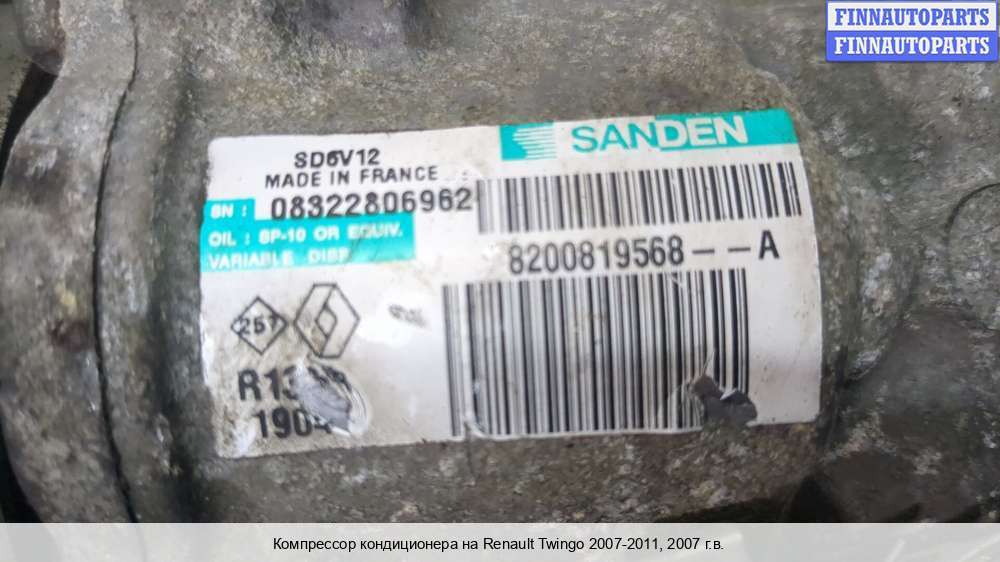 FINNAUTOPARTS
FINNAUTOPARTS
SANDEN
SD6V12
MADE IN FRANCE
SN : 08322806962
OIL : SP-10 OR EQUIV.
VARIABLE DISP
8200819568--A
257
Компрессор кондиционера на Renault Twingo 2007-2011, 2007 г.в.